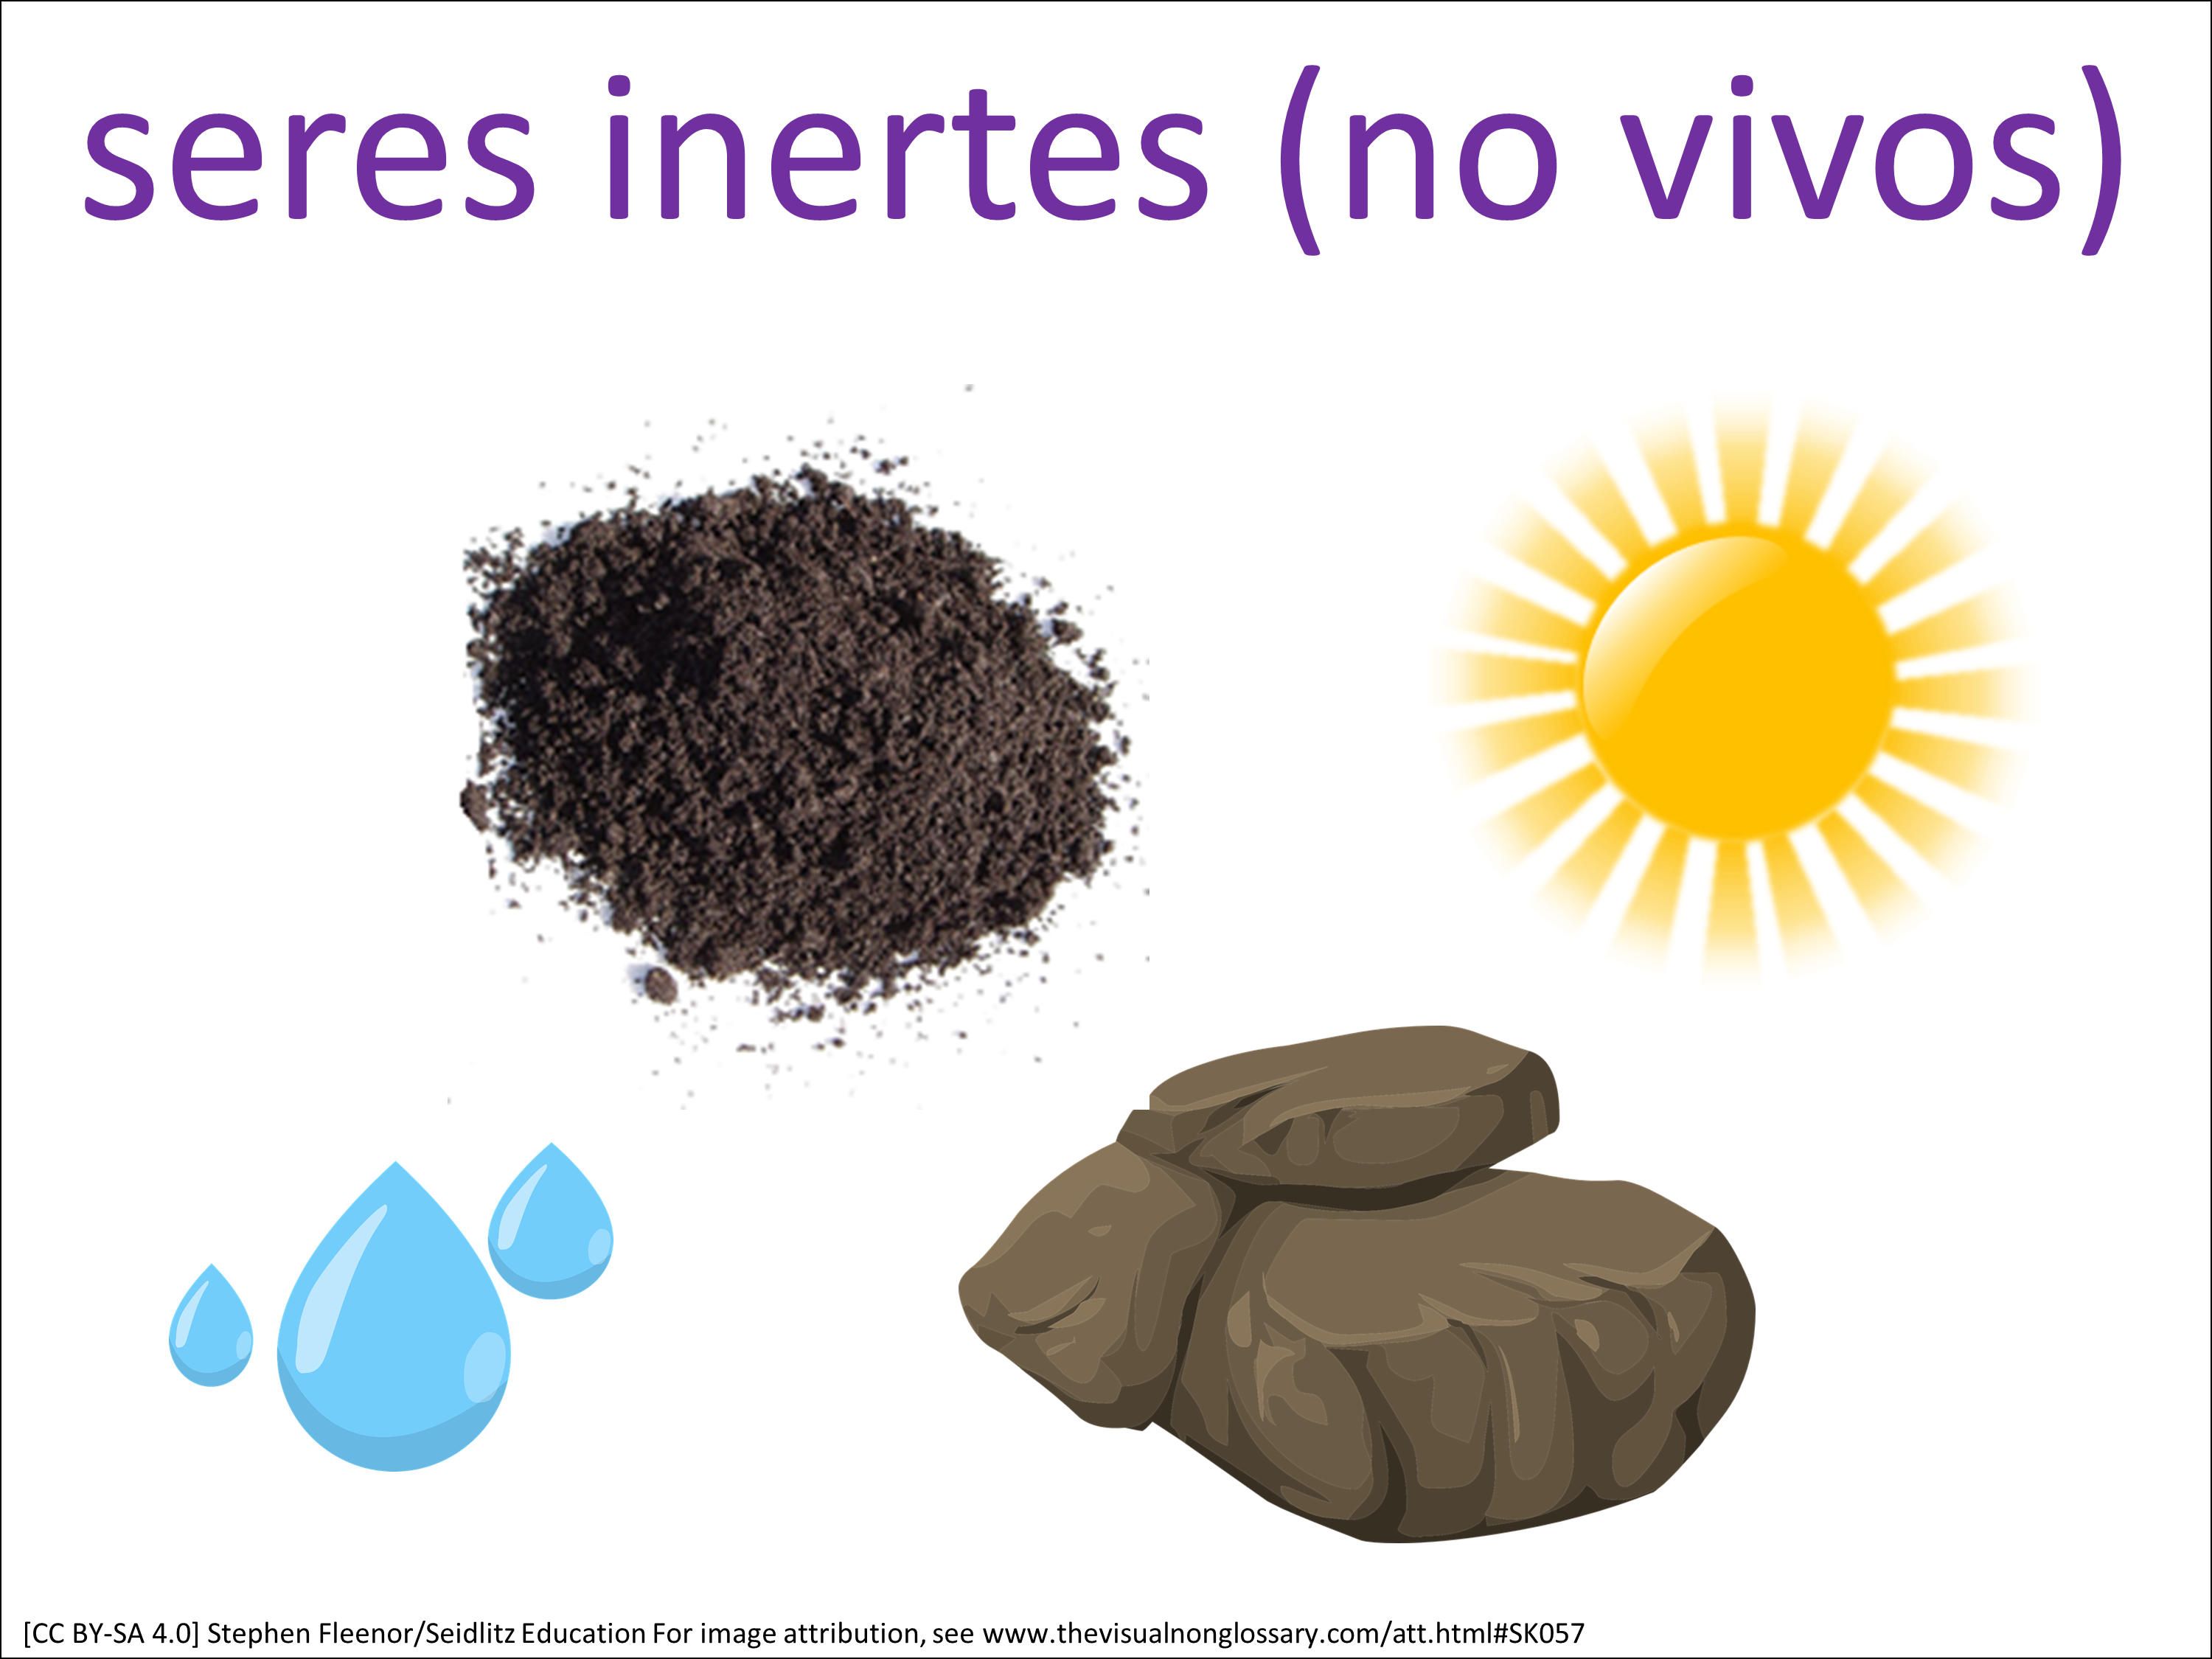 seres inertes (no vivos)
[CC BY-SA 4.0] Stephen Fleenor/Seidlitz Education For image attribution, see www.thevisualnonglossary.com/att.html#SK057